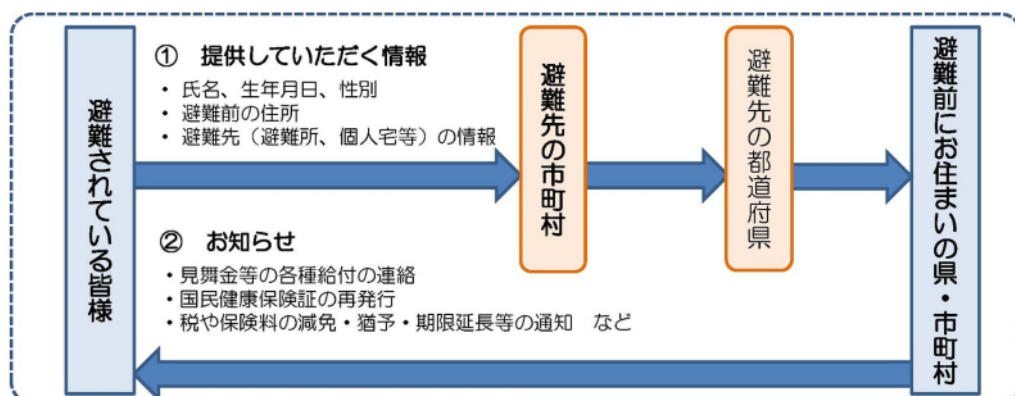 避難されている皆様
① 提供していただく情報
・ 氏名、生年月日、性別
・ 避難前の住所
・ 避難先（避難所、個人宅等）の情報
避難先の市町村
避難先の都道府県
避難前にお住まいの県・市町村
② お知らせ
・見舞金等の各種給付の連絡
・国民健康保険証の再発行
・税や保険料の減免・猶予・期限延長等の通知 など